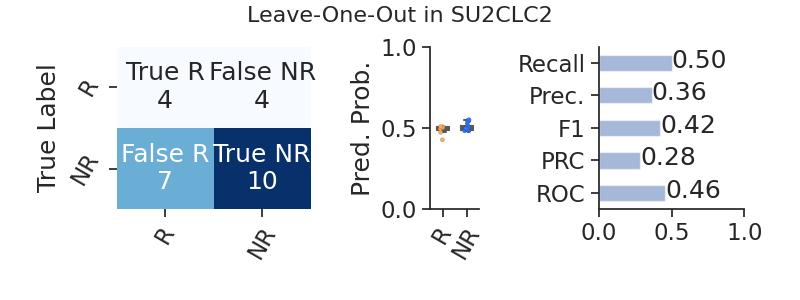 Leave-One-Out in SU2CLC2
True Label
R
NR
True R
4
False NR
4
False R
7
True NR
10
R
NR
Pred. Prob.
1.0
0.5
0.0
R
NR
Recall
0.50
Prec.
0.36
F1
0.42
PRC
0.28
ROC
0.46
0.0
0.5
1.0